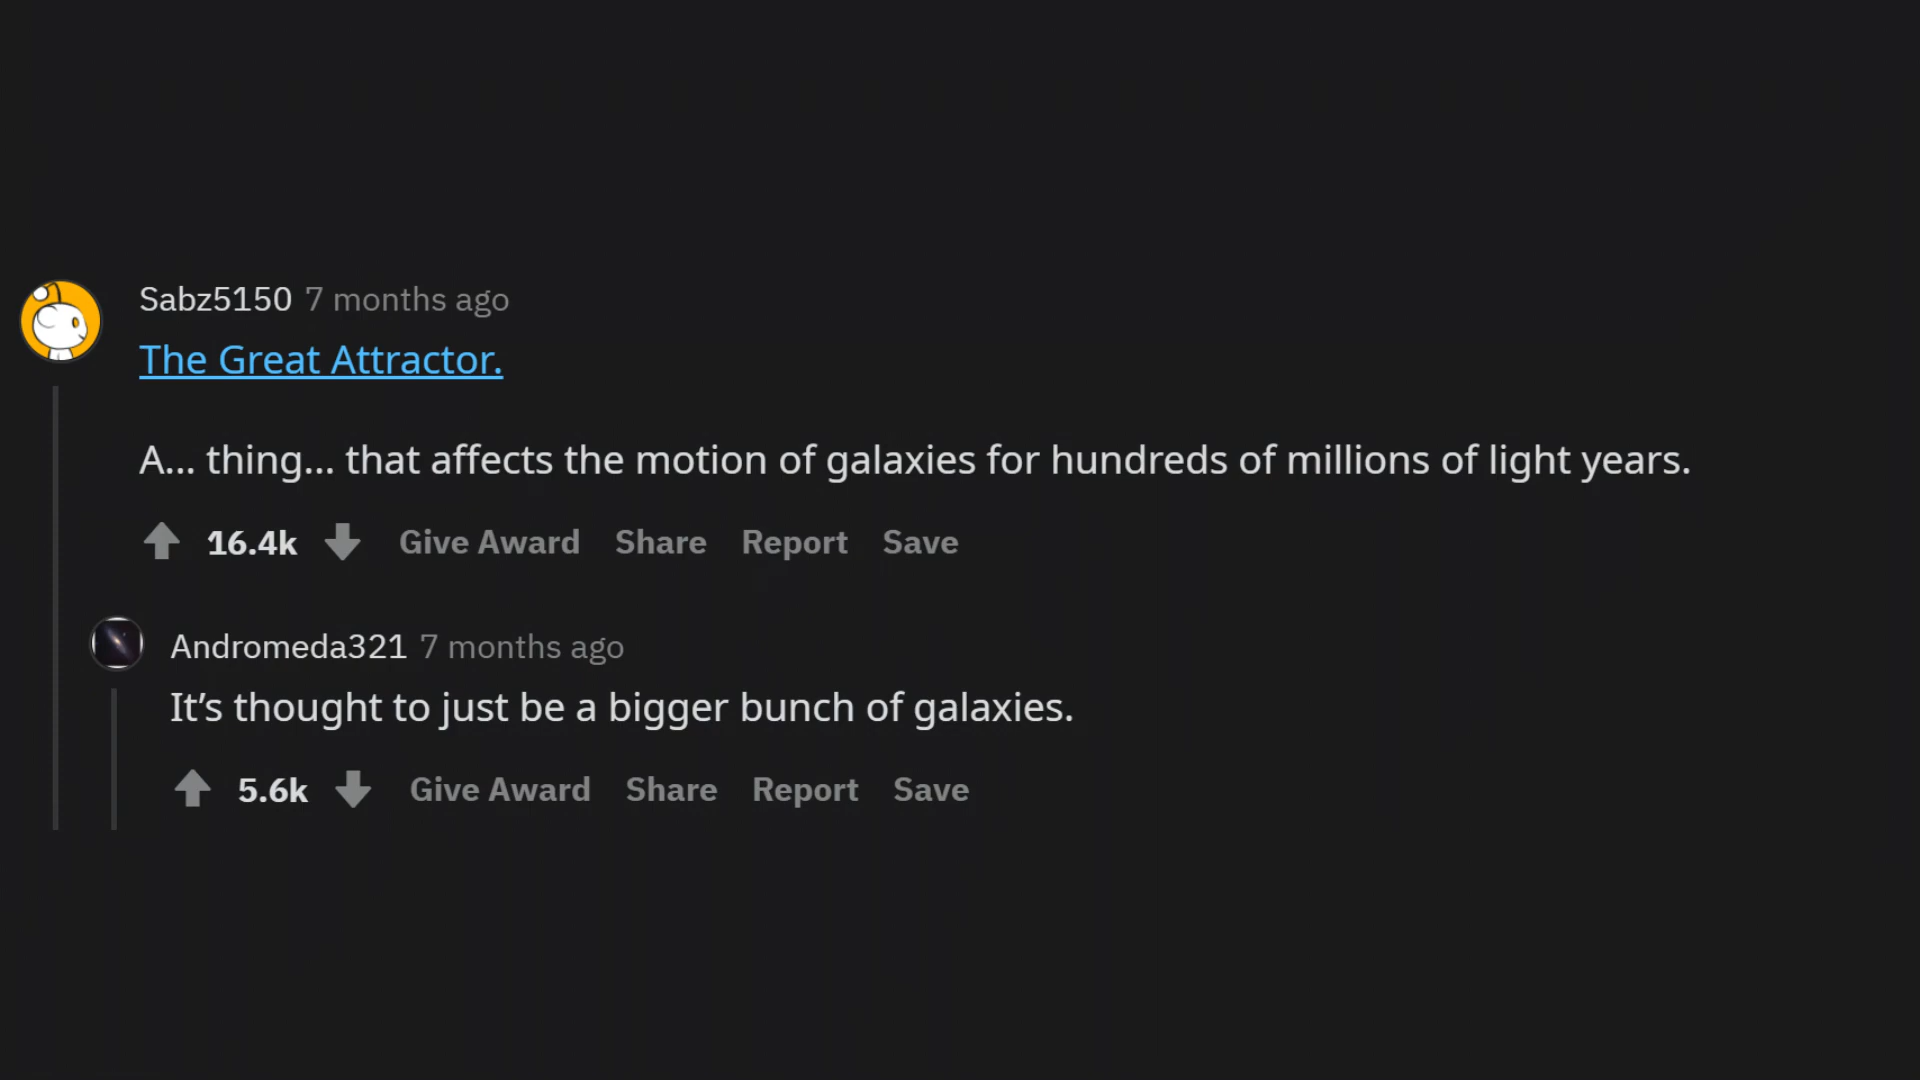 Sabz5150 7 months ago
The Great Attractor.
A... thing... that affects the motion of galaxies for hundreds of millions of light years.
16.4k Give Award Share Report Save
Andromeda321 7 months ago
It’s thought to just be a bigger bunch of galaxies.
5.6k Give Award Share Report Save